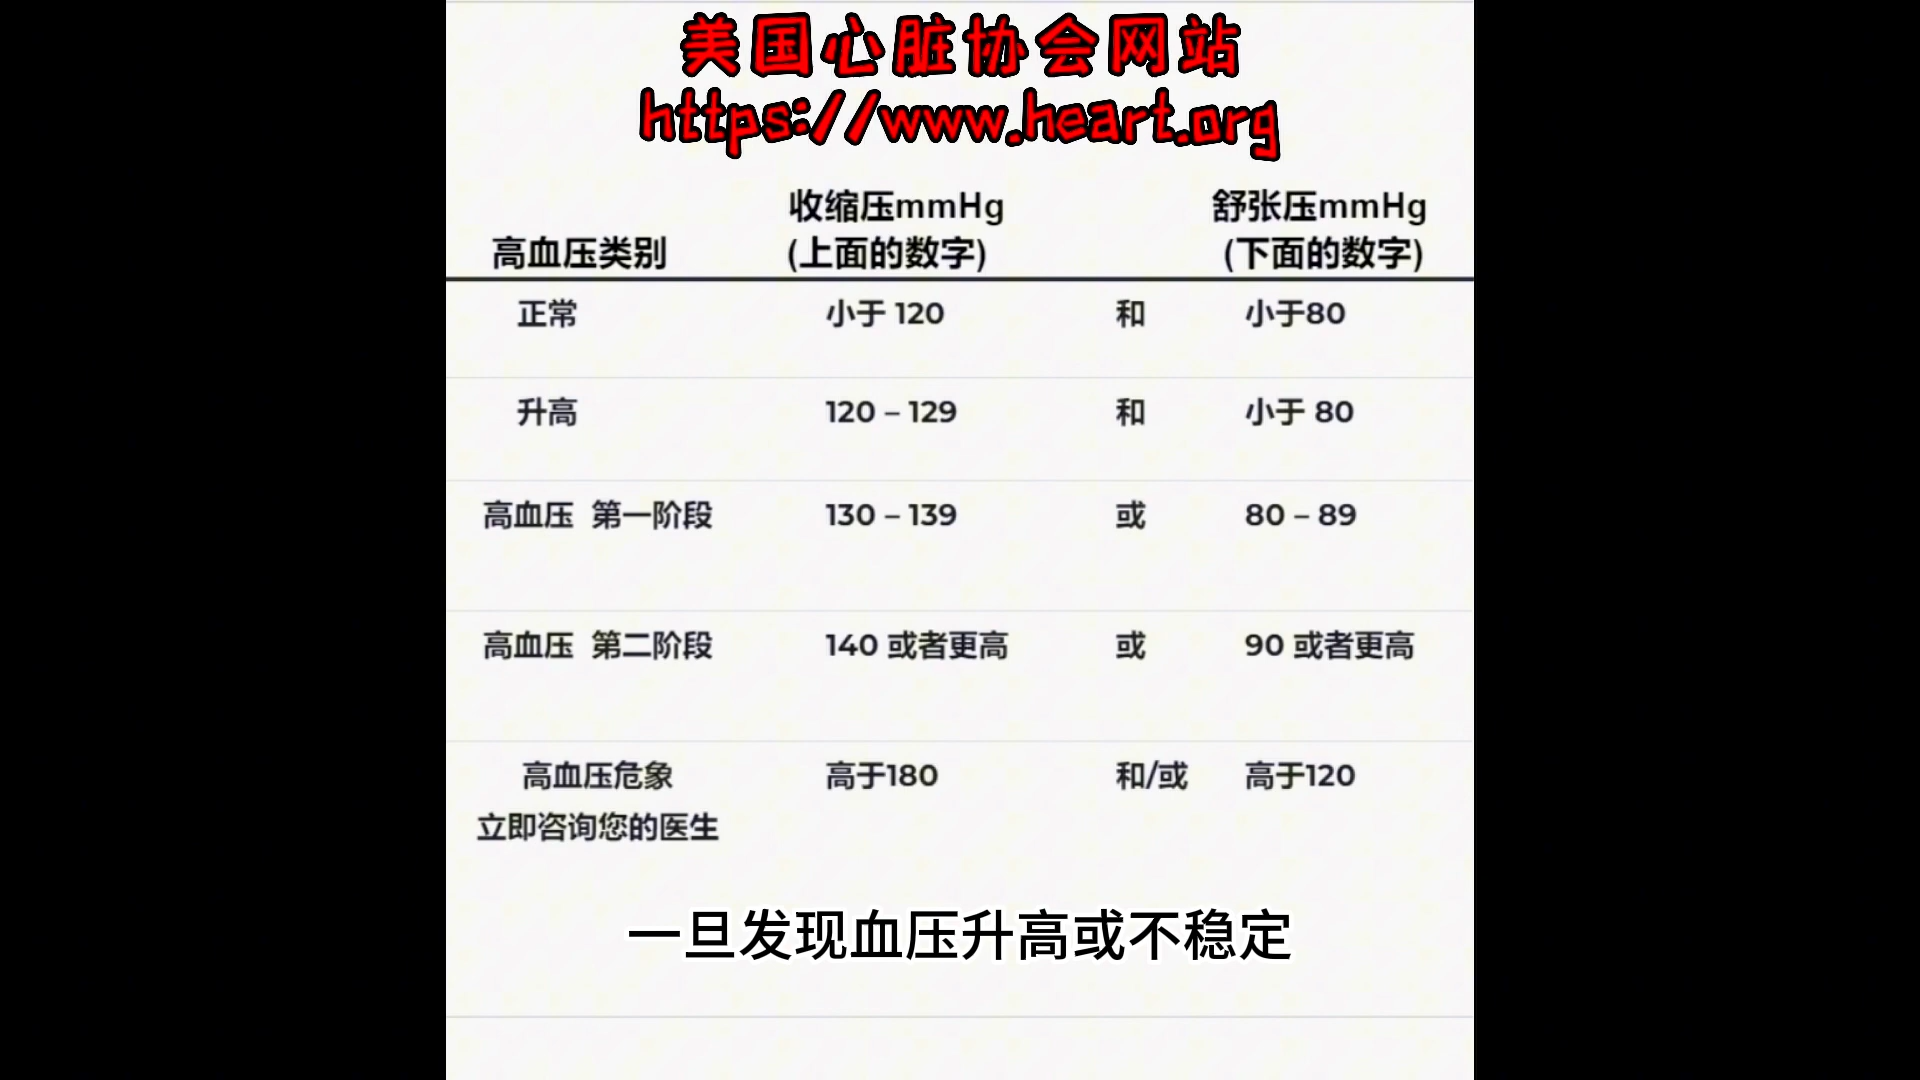 美国心脏协会网站
https://www.heart.org
收缩压mmHg 舒张压mmHg
高血压类别 (上面的数字) (下面的数字)
正常 小于 120 和 小于80
升高 120 – 129 和 小于 80
高血压 第一阶段 130 – 139 或 80 – 89
高血压 第二阶段 140 或者更高 或 90 或者更高
高血压危象 高于180 和/或 高于120
立即咨询您的医生
一旦发现血压升高或不稳定